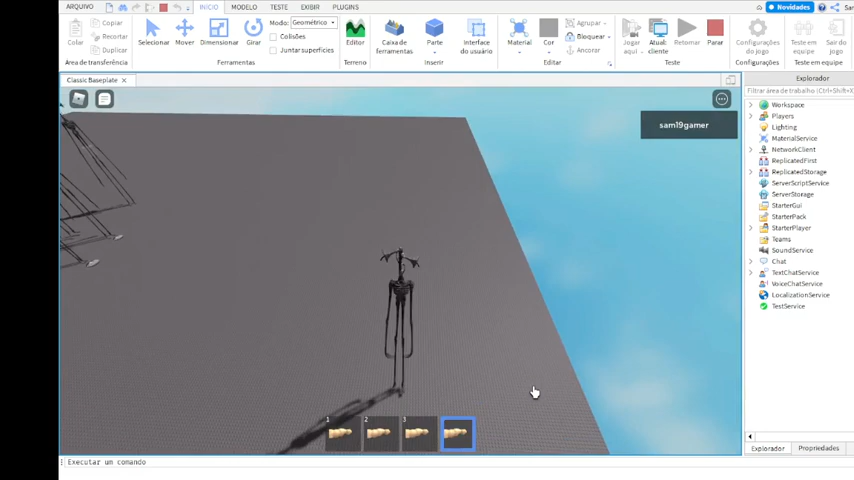 ARQUIVO INÍCIO MODELO TESTE EXIBIR PLUGINS Novidades
Copiar Recortar Colar Duplicar
Área de transferência
Selecionar Mover Dimensionar Girar
Modo: Geométrico
Colisões
Juntar superfícies
Ferramentas
Editor
Terreno
Caixa de ferramentas
Parte
Interface do usuário
Inserir
Material Cor
Agrupar
Bloquear
Ancorar
Editar
Jogar aqui
Atual: cliente
Retornar
Parar
Teste
Configurações do jogo
Configurações
Teste em equipe
Sair do jogo
Teste em equipe
ClassicBaseplate
sam19gamer
1 2 3
Explorador
Filtrar área de trabalho (Ctrl+Shift+X)
Workspace
Players
Lighting
MaterialService
NetworkClient
ReplicatedFirst
ReplicatedStorage
ServerScriptService
ServerStorage
StarterGui
StarterPack
StarterPlayer
Teams
SoundService
Chat
TextChatService
VoiceChatService
LocalizationService
TestService
Explorador Propriedades
Executar um comando